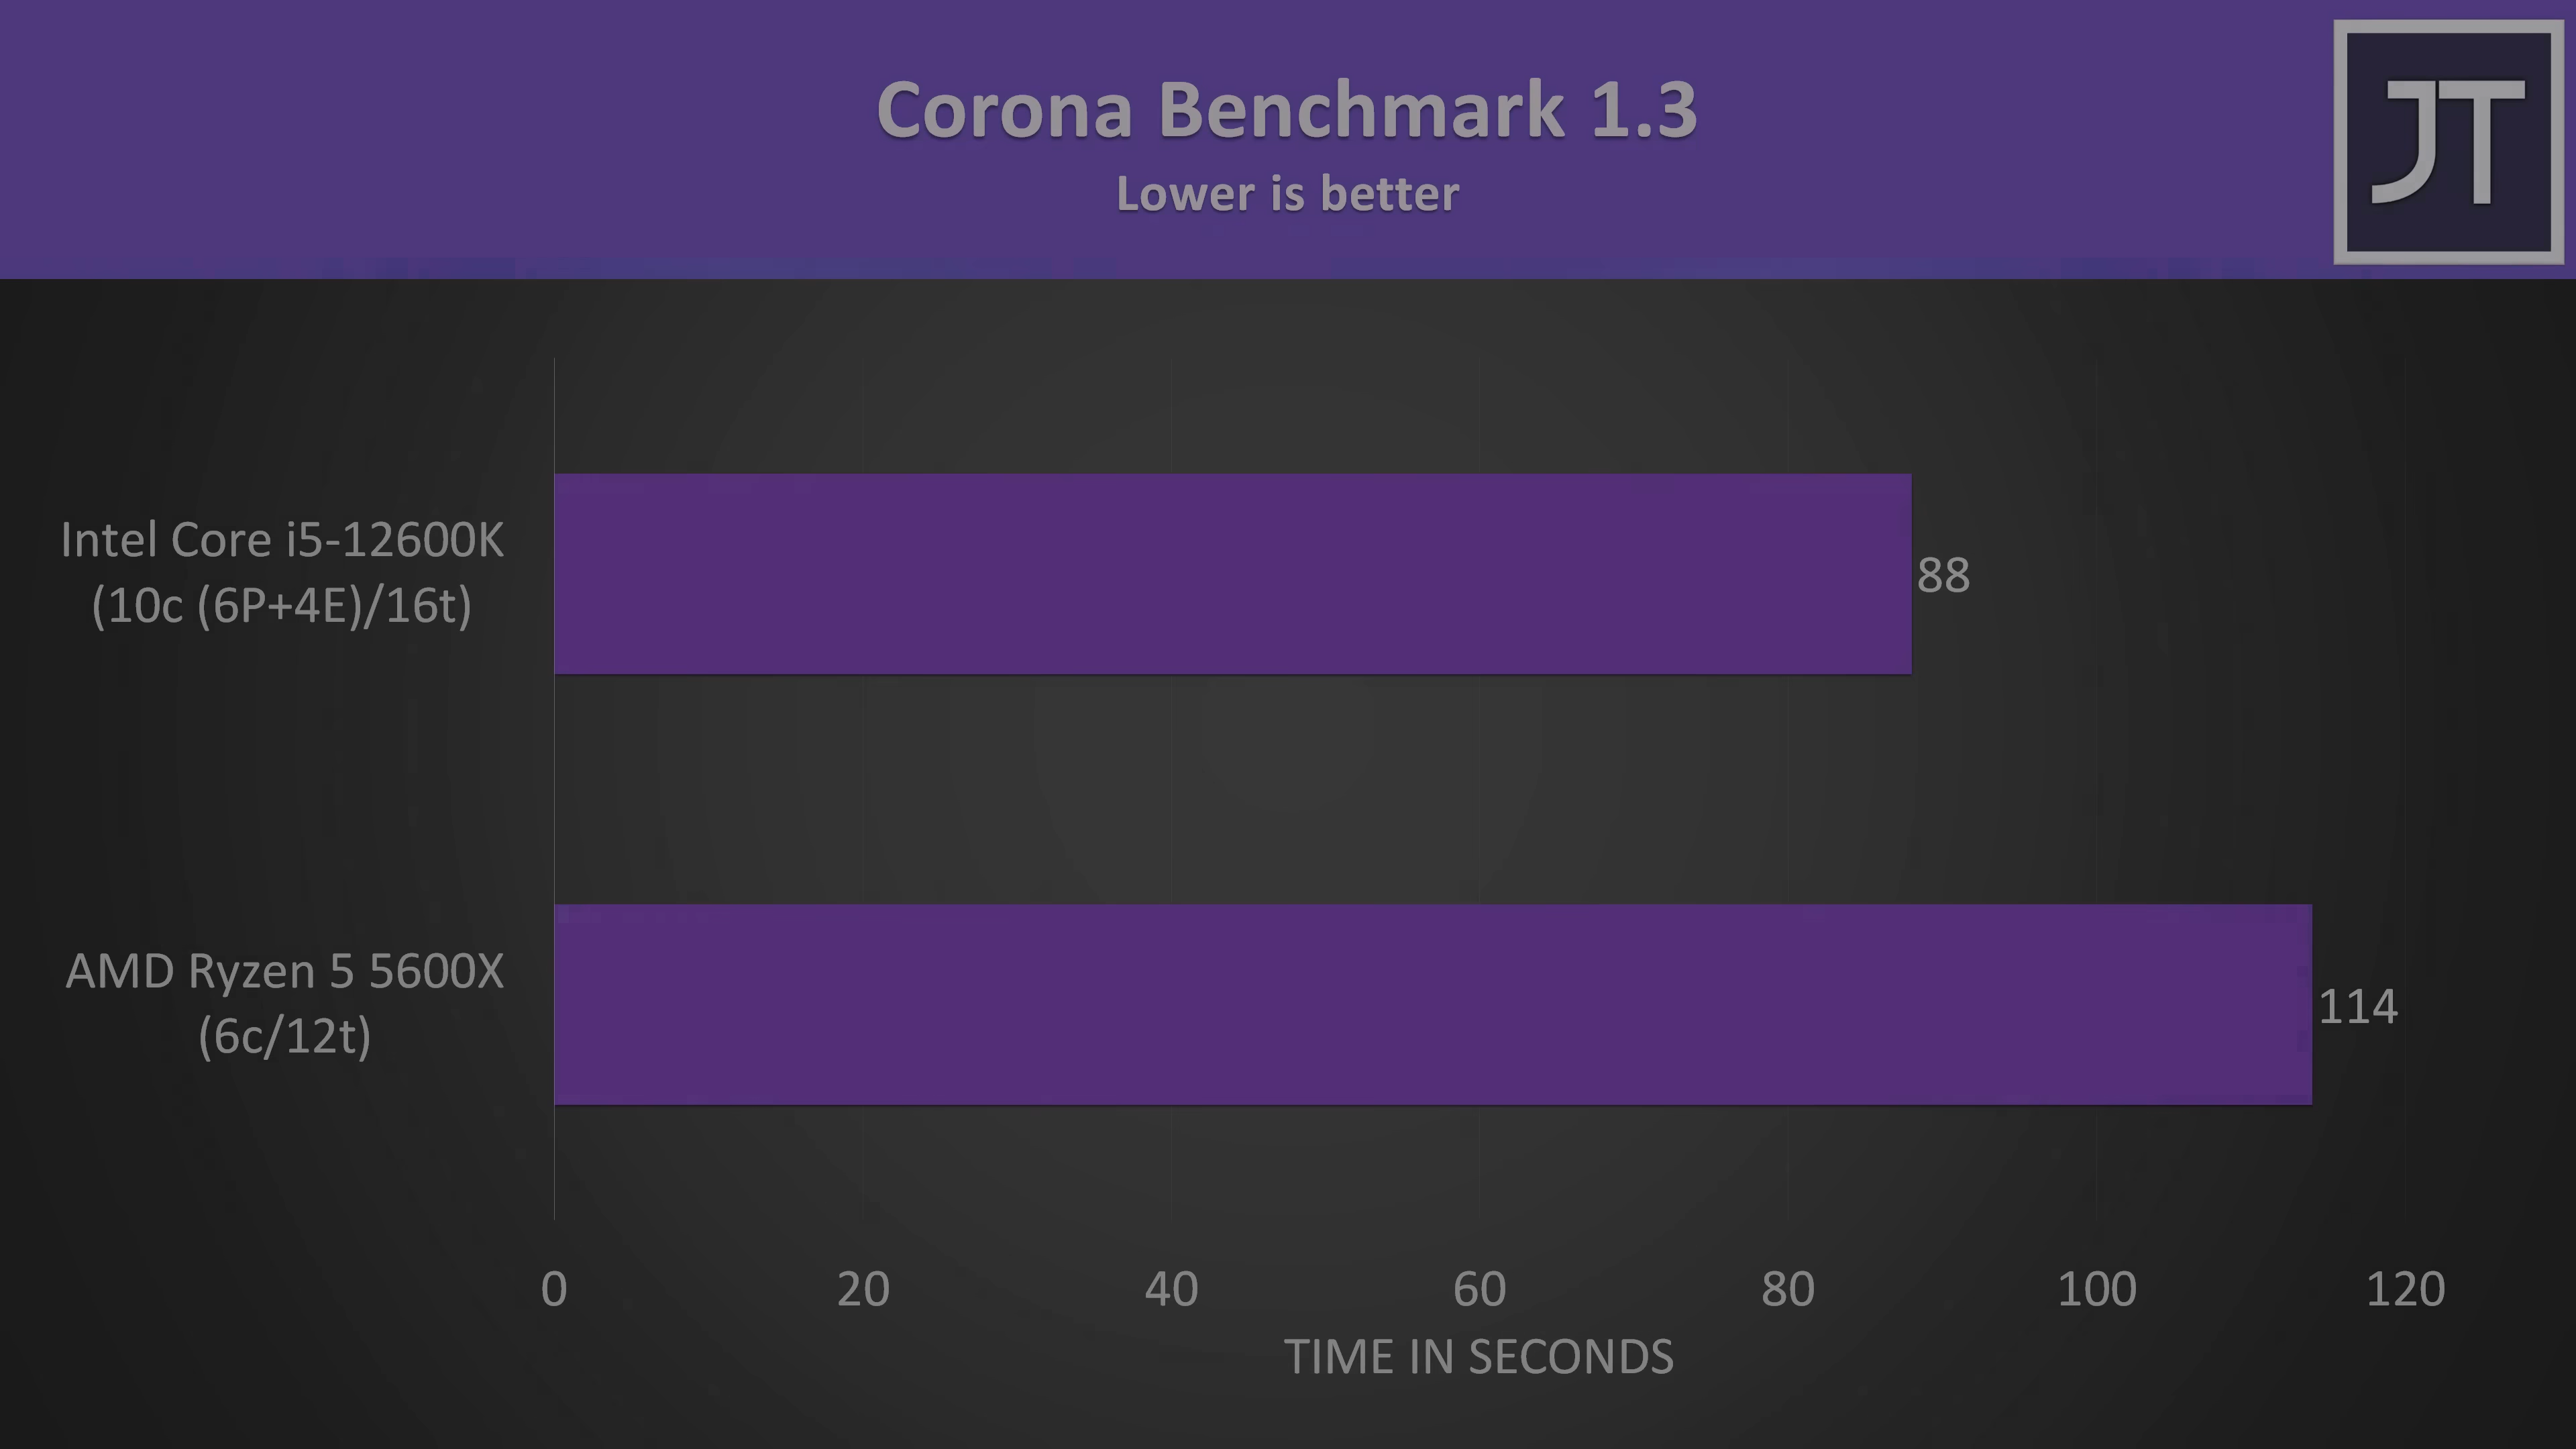 Corona Benchmark 1.3
Lower is better
JT
Intel Core i5-12600K
(10c (6P+4E)/16t)
88
AMD Ryzen 5 5600X
(6c/12t)
114
0 20 40 60 80 100 120
TIME IN SECONDS